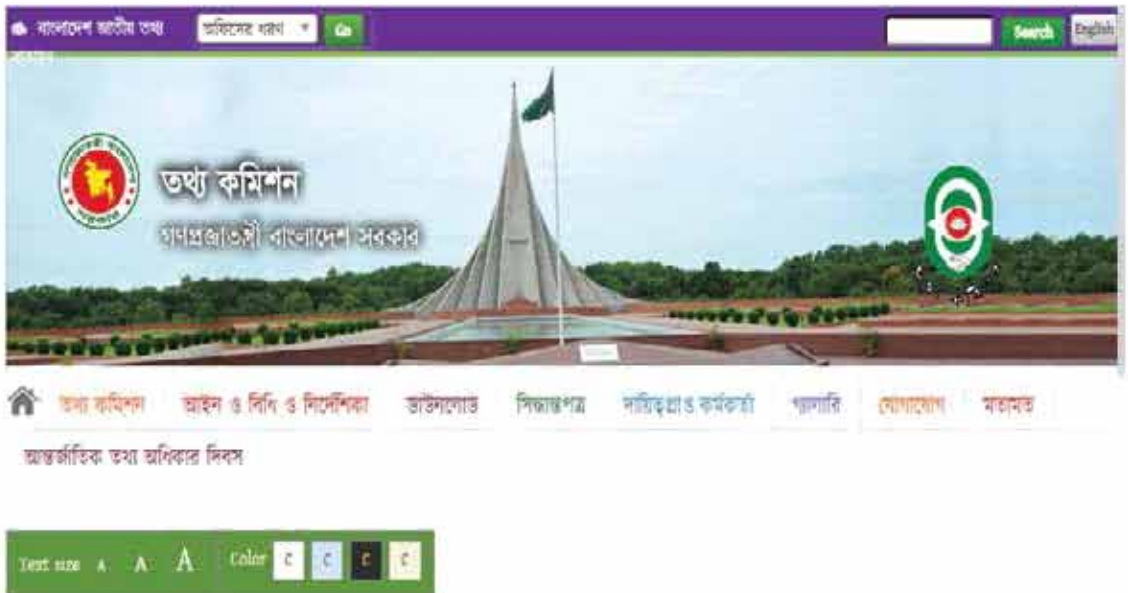 বাংলাদেশ জাতীয় তথ্য অফিসের ধরণ Go Search English
তথ্য কমিশন
গণপ্রজাতন্ত্রী বাংলাদেশ সরকার
তথ্য কমিশন আইন ও বিধি ও নির্দেশিকা ডাউনলোড সিদ্ধান্তপত্র দায়িত্বপ্রাপ্ত কর্মকর্তা গ্যালারি যোগাযোগ মতামত
আন্তর্জাতিক তথ্য অধিকার দিবস
Text size A A A Color C C C C